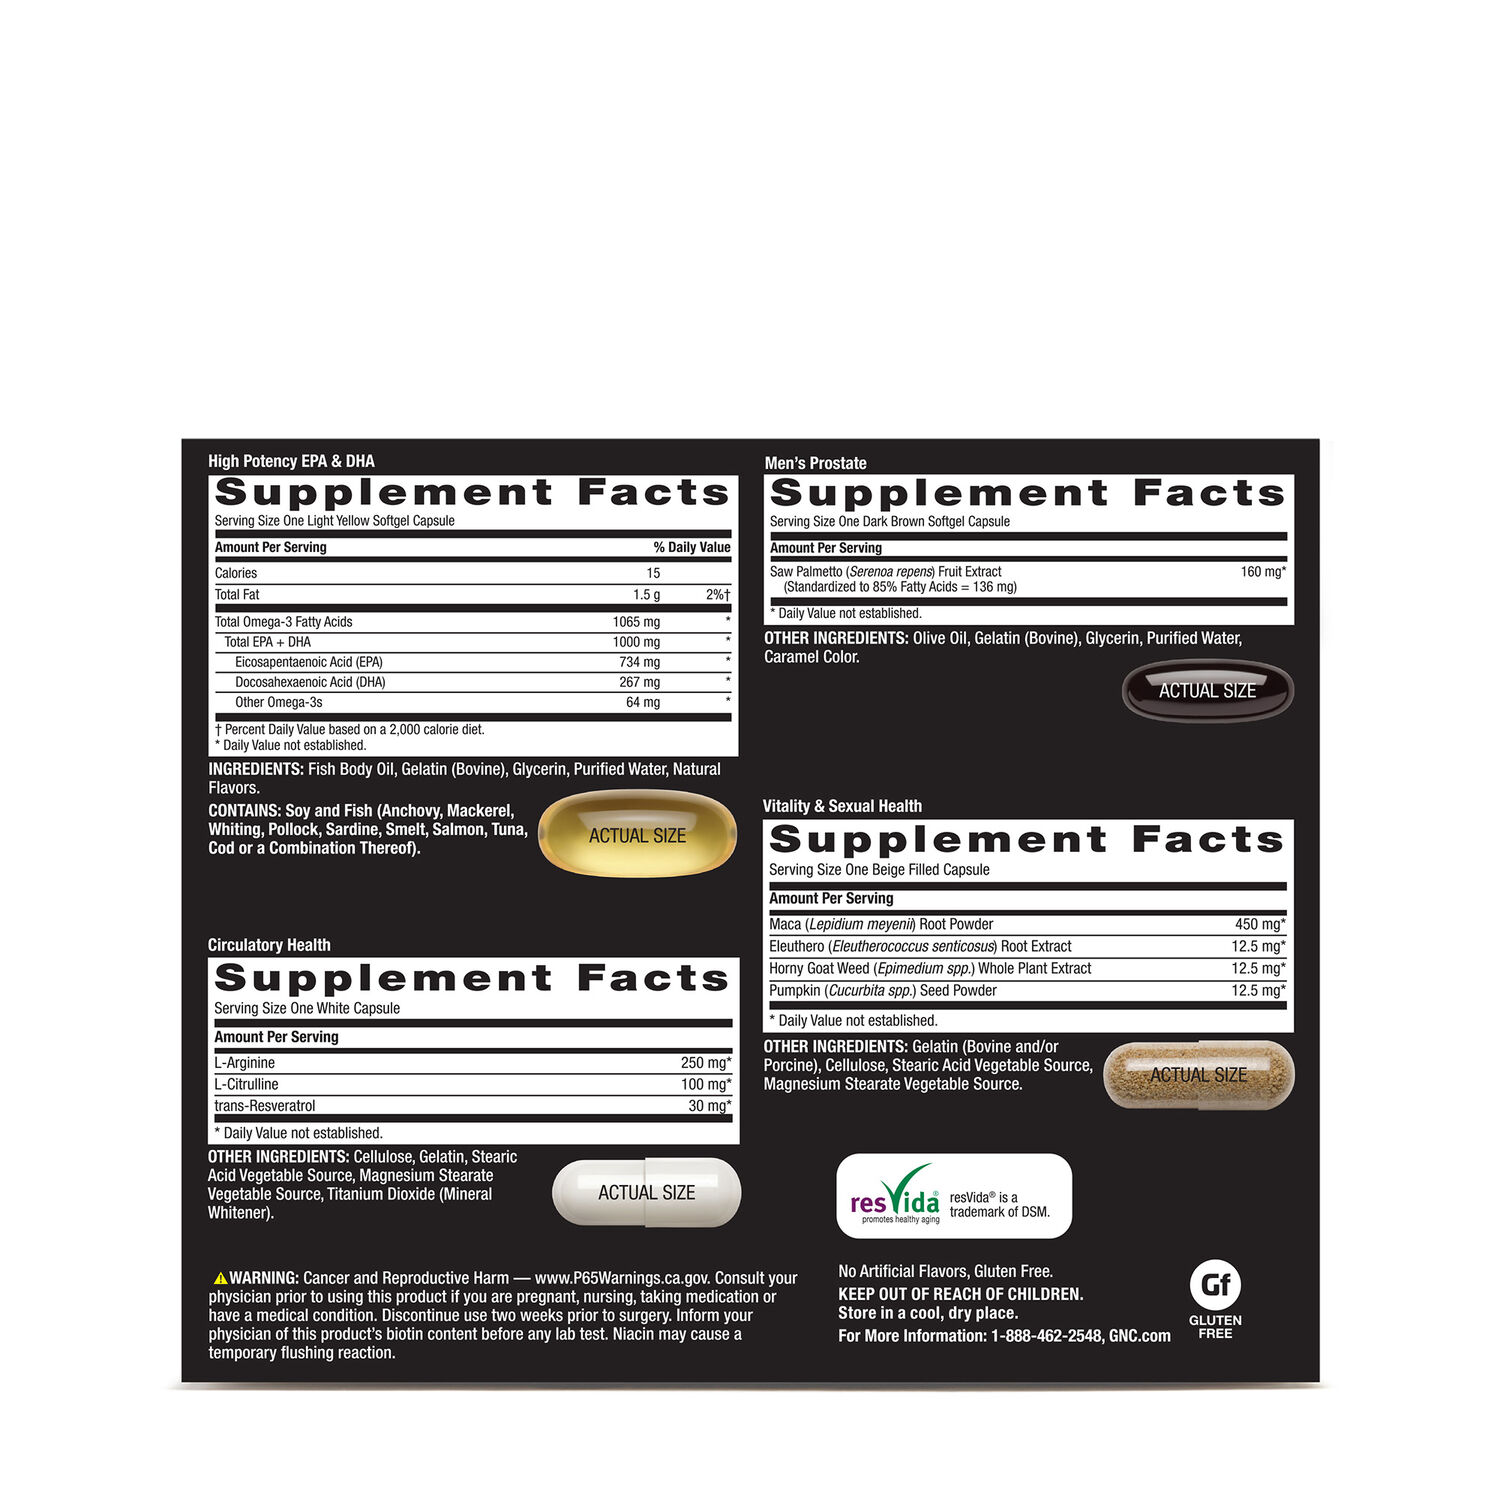 High Potency EPA & DHA
Supplement Facts
Serving Size One Light Yellow Softgel Capsule
Amount Per Serving % Daily Value
Calories 15
Total Fat 1.5 g 2%†
Total Omega-3 Fatty Acids 1065 mg *
Total EPA + DHA 1000 mg *
Eicosapentaenoic Acid (EPA) 734 mg *
Docosahexaenoic Acid (DHA) 267 mg *
Other Omega-3s 64 mg *
† Percent Daily Value based on a 2,000 calorie diet.
* Daily Value not established.
INGREDIENTS: Fish Body Oil, Gelatin (Bovine), Glycerin, Purified Water, Natural
Flavors.
CONTAINS: Soy and Fish (Anchovy, Mackerel,
Whiting, Pollock, Sardine, Smelt, Salmon, Tuna,
Cod or a Combination Thereof).
ACTUAL SIZE
Circulatory Health
Supplement Facts
Serving Size One White Capsule
Amount Per Serving
L-Arginine 250 mg*
L-Citrulline 100 mg*
trans-Resveratrol 30 mg*
* Daily Value not established.
OTHER INGREDIENTS: Cellulose, Gelatin, Stearic
Acid Vegetable Source, Magnesium Stearate
Vegetable Source, Titanium Dioxide (Mineral
Whitener).
ACTUAL SIZE
WARNING: Cancer and Reproductive Harm — www.P65Warnings.ca.gov. Consult your
physician prior to using this product if you are pregnant, nursing, taking medication or
have a medical condition. Discontinue use two weeks prior to surgery. Inform your
physician of this product's biotin content before any lab test. Niacin may cause a
temporary flushing reaction.
Men's Prostate
Supplement Facts
Serving Size One Dark Brown Softgel Capsule
Amount Per Serving
Saw Palmetto (Serenoa repens) Fruit Extract 160 mg*
(Standardized to 85% Fatty Acids = 136 mg)
* Daily Value not established.
OTHER INGREDIENTS: Olive Oil, Gelatin (Bovine), Glycerin, Purified Water,
Caramel Color.
ACTUAL SIZE
Vitality & Sexual Health
Supplement Facts
Serving Size One Beige Filled Capsule
Amount Per Serving
Maca (Lepidium meyenii) Root Powder 450 mg*
Eleuthero (Eleutherococcus senticosus) Root Extract 12.5 mg*
Horny Goat Weed (Epimedium spp.) Whole Plant Extract 12.5 mg*
Pumpkin (Cucurbita spp.) Seed Powder 12.5 mg*
* Daily Value not established.
OTHER INGREDIENTS: Gelatin (Bovine and/or
Porcine), Cellulose, Stearic Acid Vegetable Source,
Magnesium Stearate Vegetable Source.
ACTUAL SIZE
resVida®
promotes healthy aging
resVida® is a
trademark of DSM.
No Artificial Flavors, Gluten Free.
KEEP OUT OF REACH OF CHILDREN.
Store in a cool, dry place.
For More Information: 1-888-462-2548, GNC.com
Gf
GLUTEN
FREE